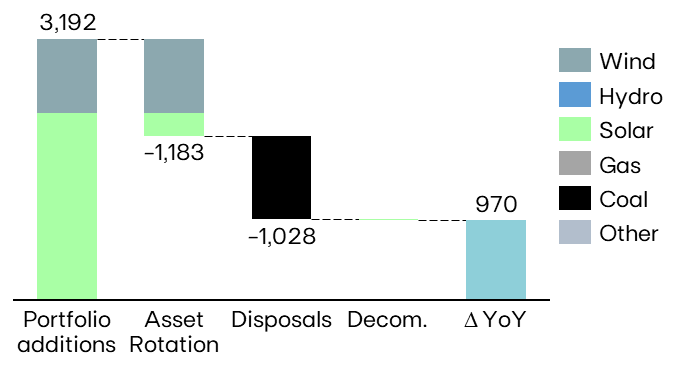 3,192
-1,183
-1,028
970
Portfolio additions
Asset Rotation
Disposals
Decom.
Δ YoY
Wind
Hydro
Solar
Gas
Coal
Other